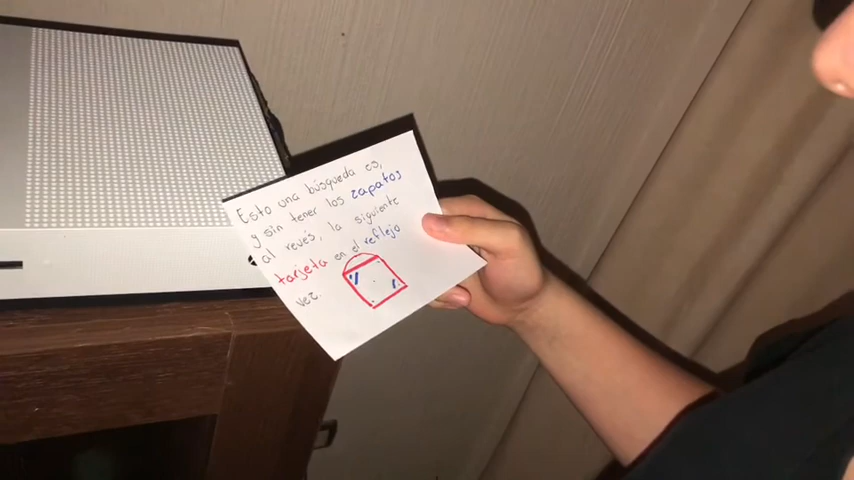 Esto una búsqueda es,
y sin tener los zapatos
al revés, la siguiente
tarjeta en el reflejo
vez.